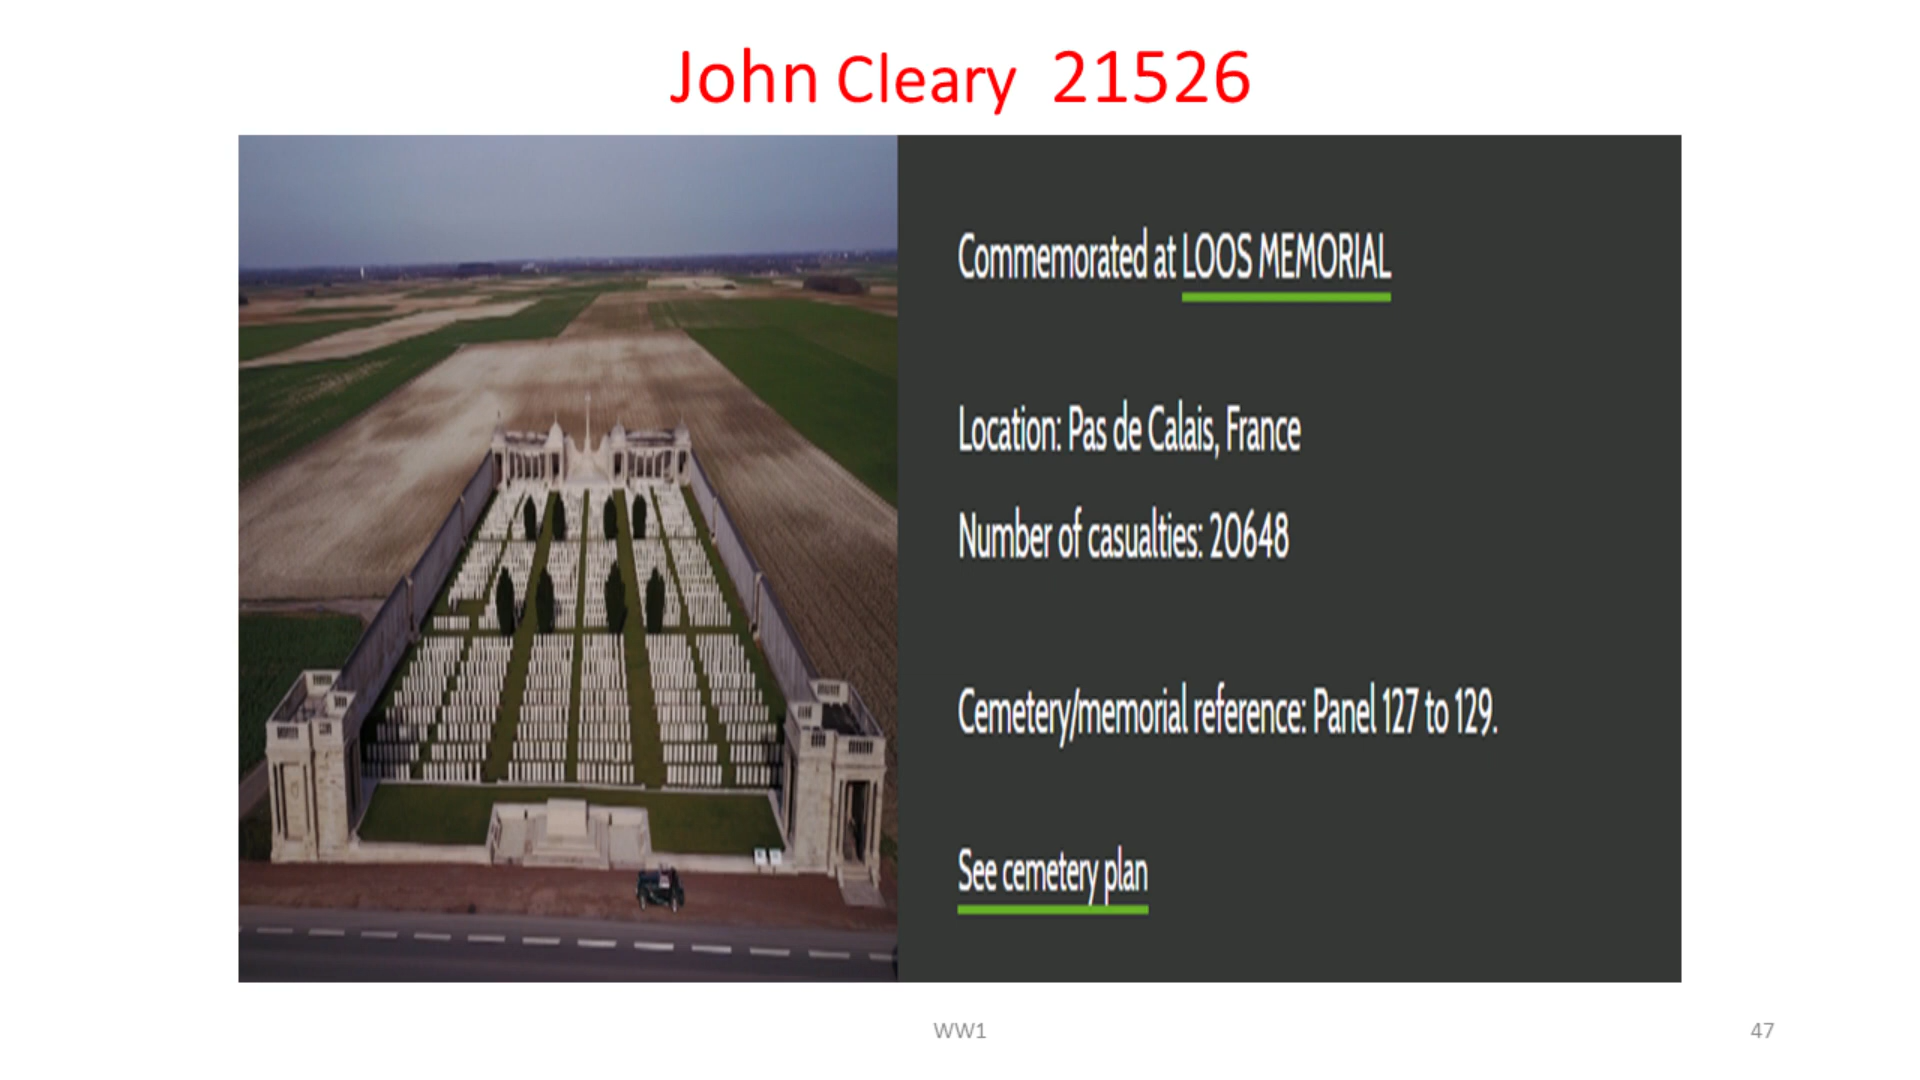 John Cleary 21526
Commemorated at LOOS MEMORIAL
Location: Pas de Calais, France
Number of casualties: 20648
Cemetery/memorial reference: Panel 127 to 129.
See cemetery plan
WW1
47